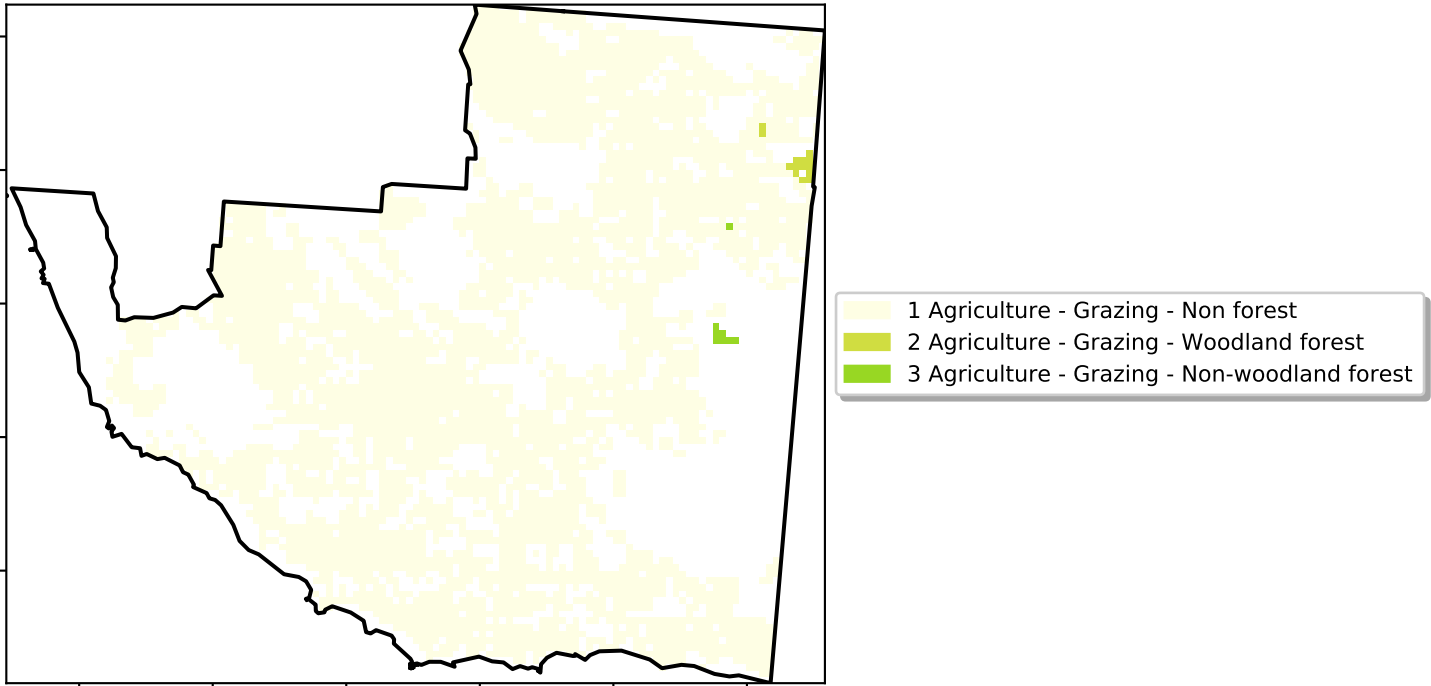 1 Agriculture - Grazing - Non forest
2 Agriculture - Grazing - Woodland forest
3 Agriculture - Grazing - Non-woodland forest